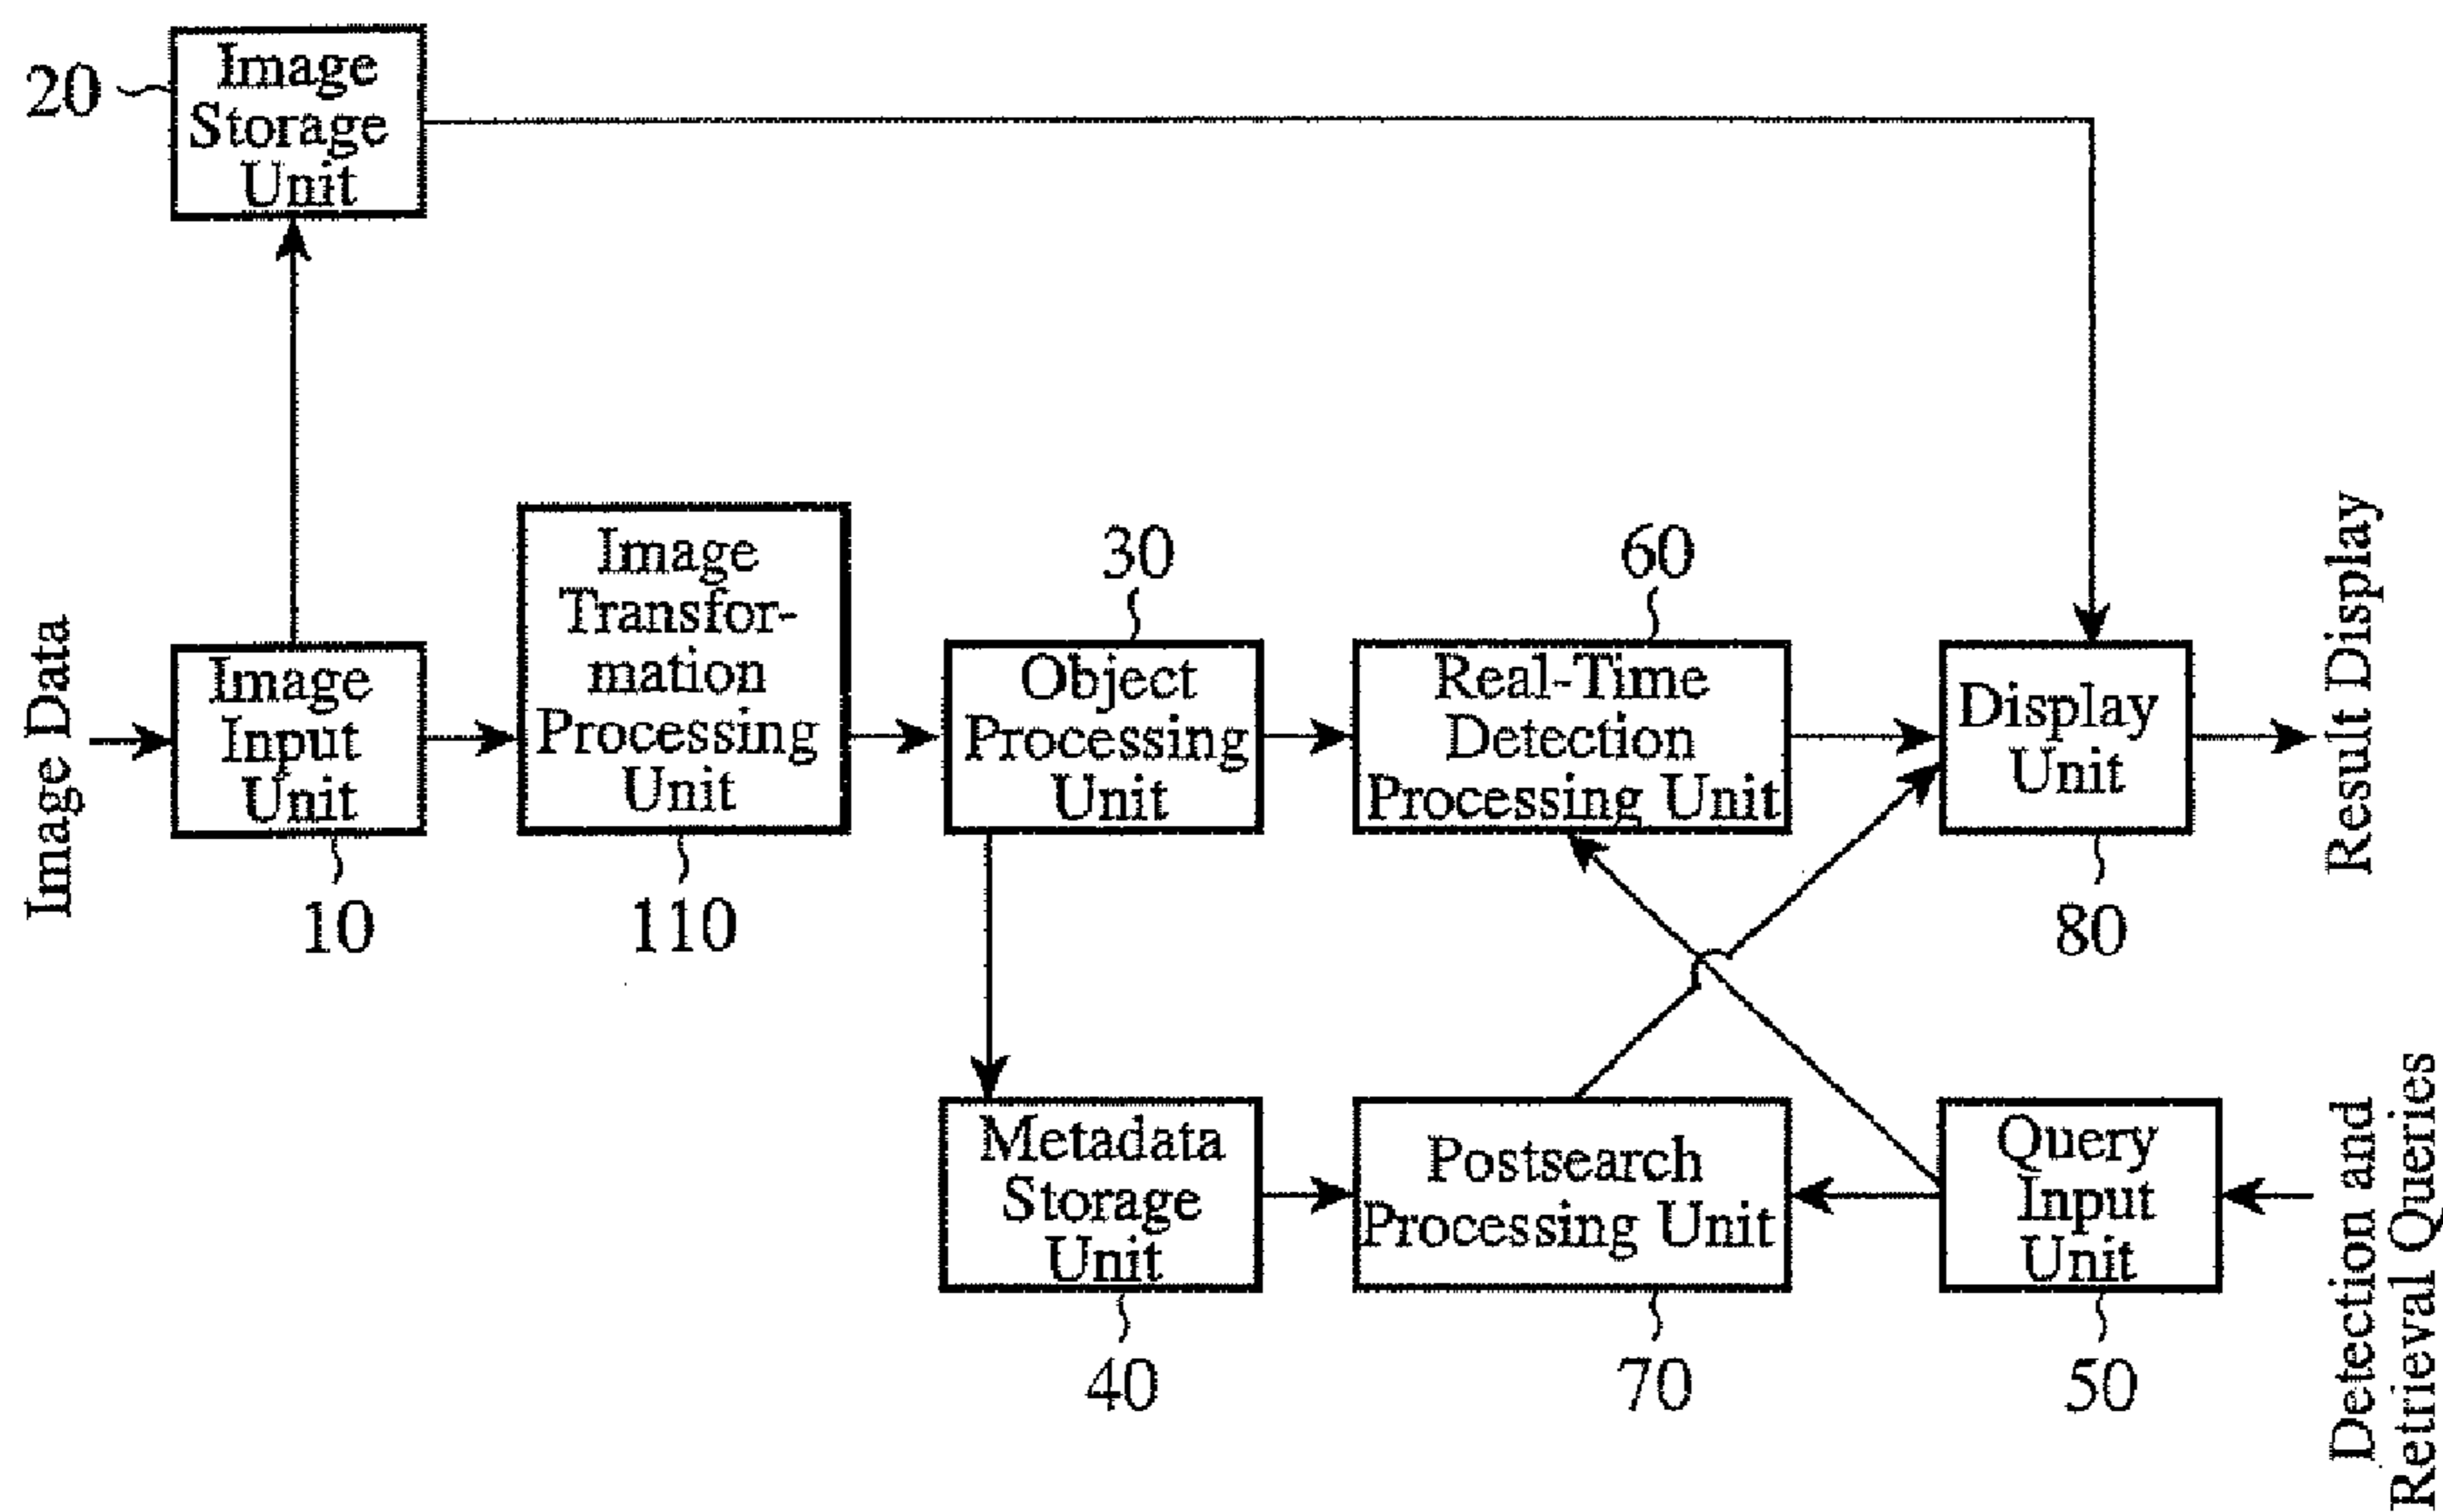 20
Image
Storage
Unit
Image Data
Image
Input
Unit
10
Image
Transfor-
mation
Processing
Unit
110
30
Object
Processing
Unit
60
Real-Time
Detection
Processing Unit
Display
Unit
80
Result Display
Metadata
Storage
Unit
40
Postsearch
Processing Unit
70
Query
Input
Unit
50
Detection and
Retrieval Queries